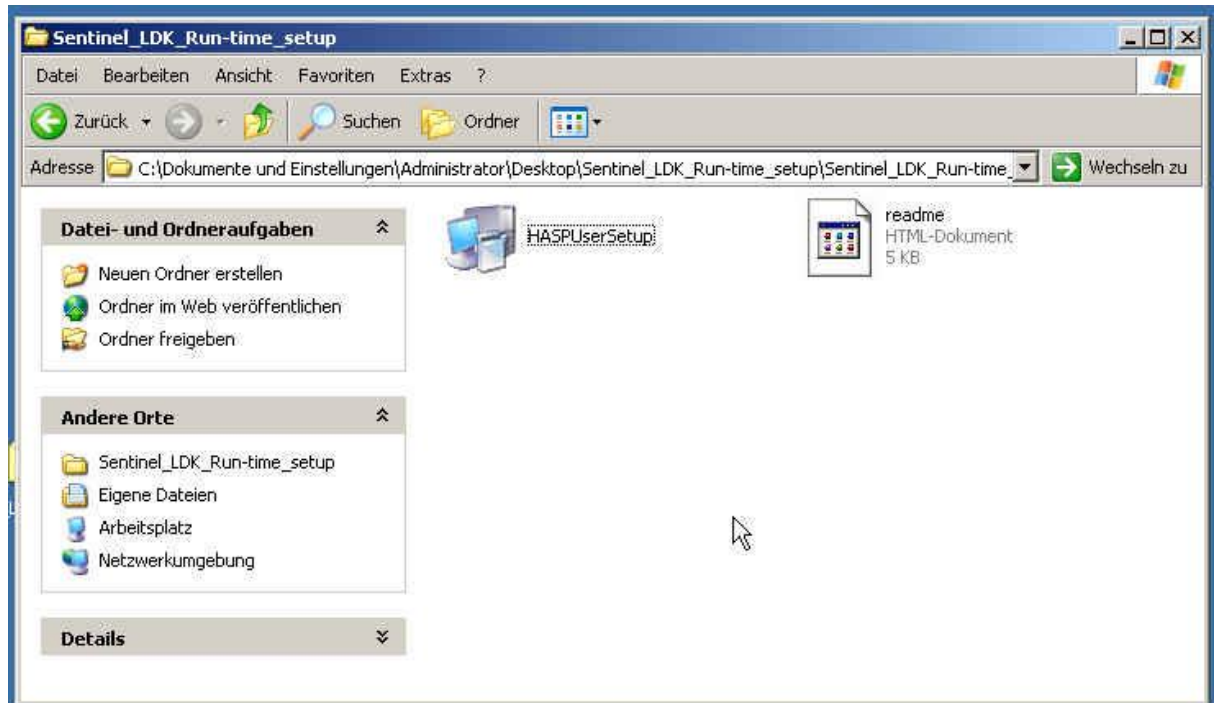 Sentinel_LDK_Run-time_setup
Datei Bearbeiten Ansicht Favoriten Extras ?
Zurück Suchen Ordner
Adresse C:\Dokumente und Einstellungen\Administrator\Desktop\Sentinel_LDK_Run-time_setup\Sentinel_LDK_Run-time_ Wechseln zu
Datei- und Ordneraufgaben
Neuen Ordner erstellen
Ordner im Web veröffentlichen
Ordner freigeben
Andere Orte
Sentinel_LDK_Run-time_setup
Eigene Dateien
Arbeitsplatz
Netzwerkumgebung
Details
HASPUserSetup
readme
HTML-Dokument
5 KB